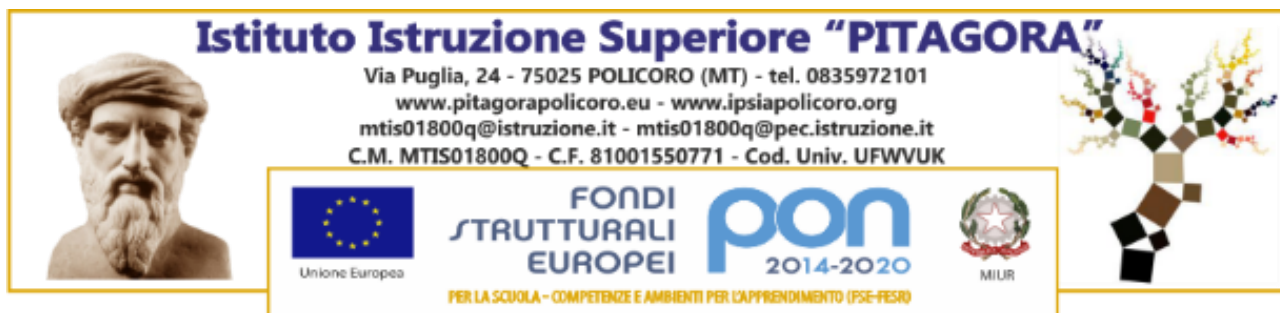 Istituto Istruzione Superiore “PITAGORA”
Via Puglia, 24 - 75025 POLICORO (MT) - tel. 0835972101
www.pitagorapolicoro.eu - www.ipsiapolicoro.org
mtis01800q@istruzione.it - mtis01800q@pec.istruzione.it
C.M. MTIS01800Q - C.F. 81001550771 - Cod. Univ. UFWVUK
Unione Europea
FONDI
STRUTTURALI
EUROPEI
pon
2014-2020
MIUR
PER LA SCUOLA - COMPETENZE E AMBIENTI PER L'APPRENDIMENTO (FSE-FESR)